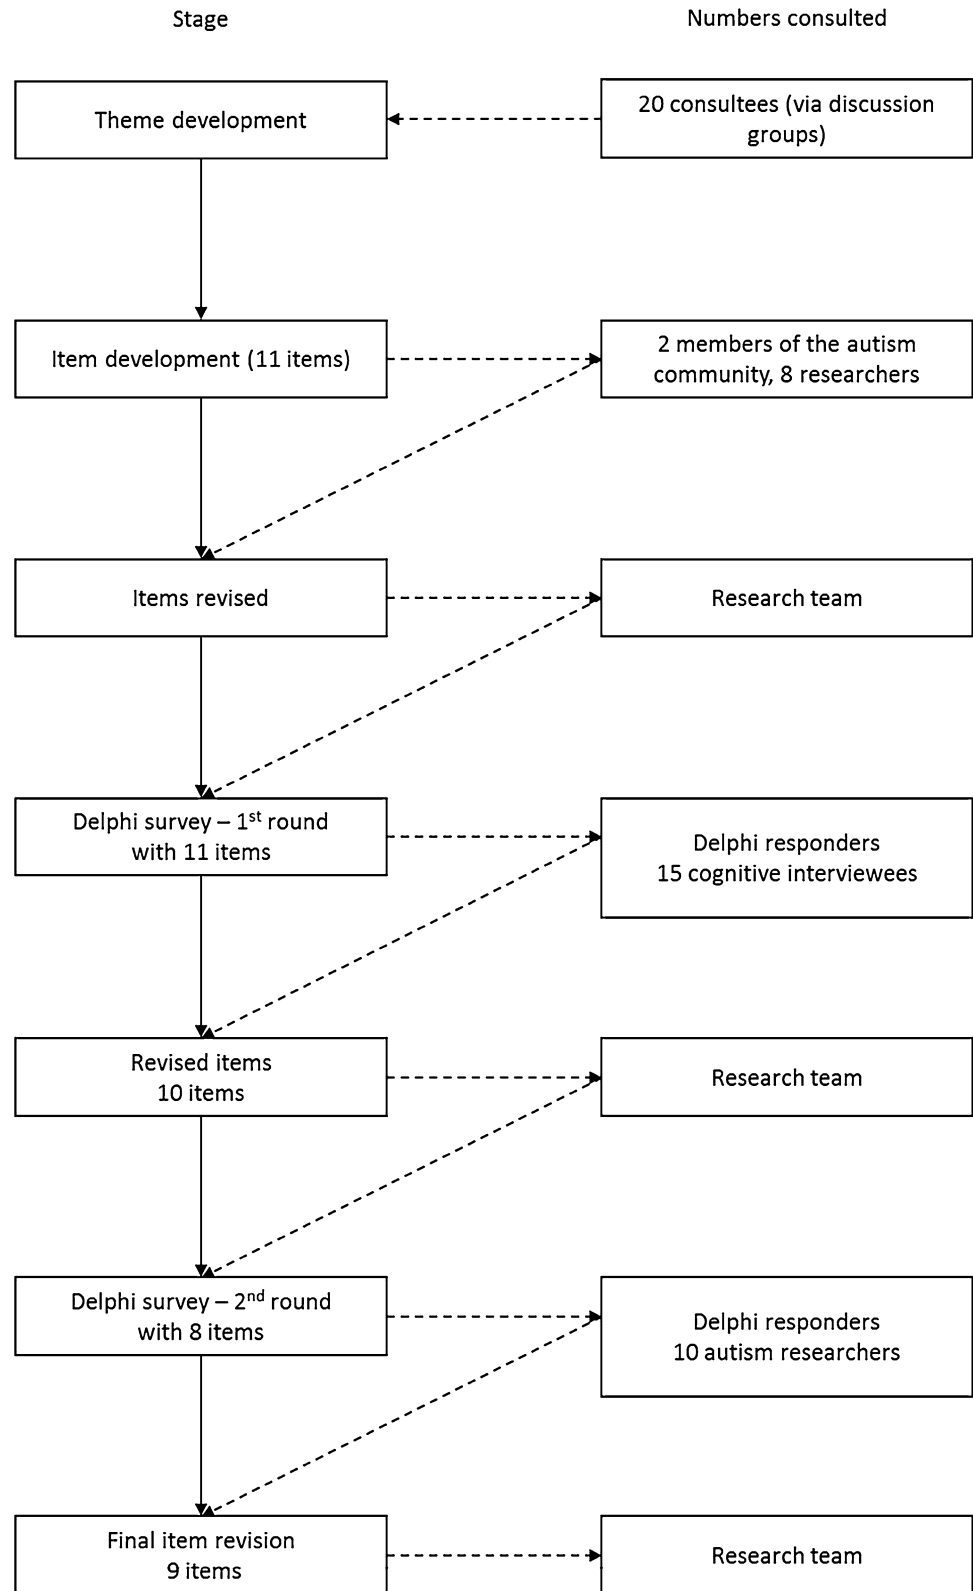 Stage
Numbers consulted
Theme development
20 consultees (via discussion
groups)
Item development (11 items)
2 members of the autism
community, 8 researchers
Items revised
Research team
Delphi survey – 1st round
with 11 items
Delphi responders
15 cognitive interviewees
Revised items
10 items
Research team
Delphi survey – 2nd round
with 8 items
Delphi responders
10 autism researchers
Final item revision
9 items
Research team